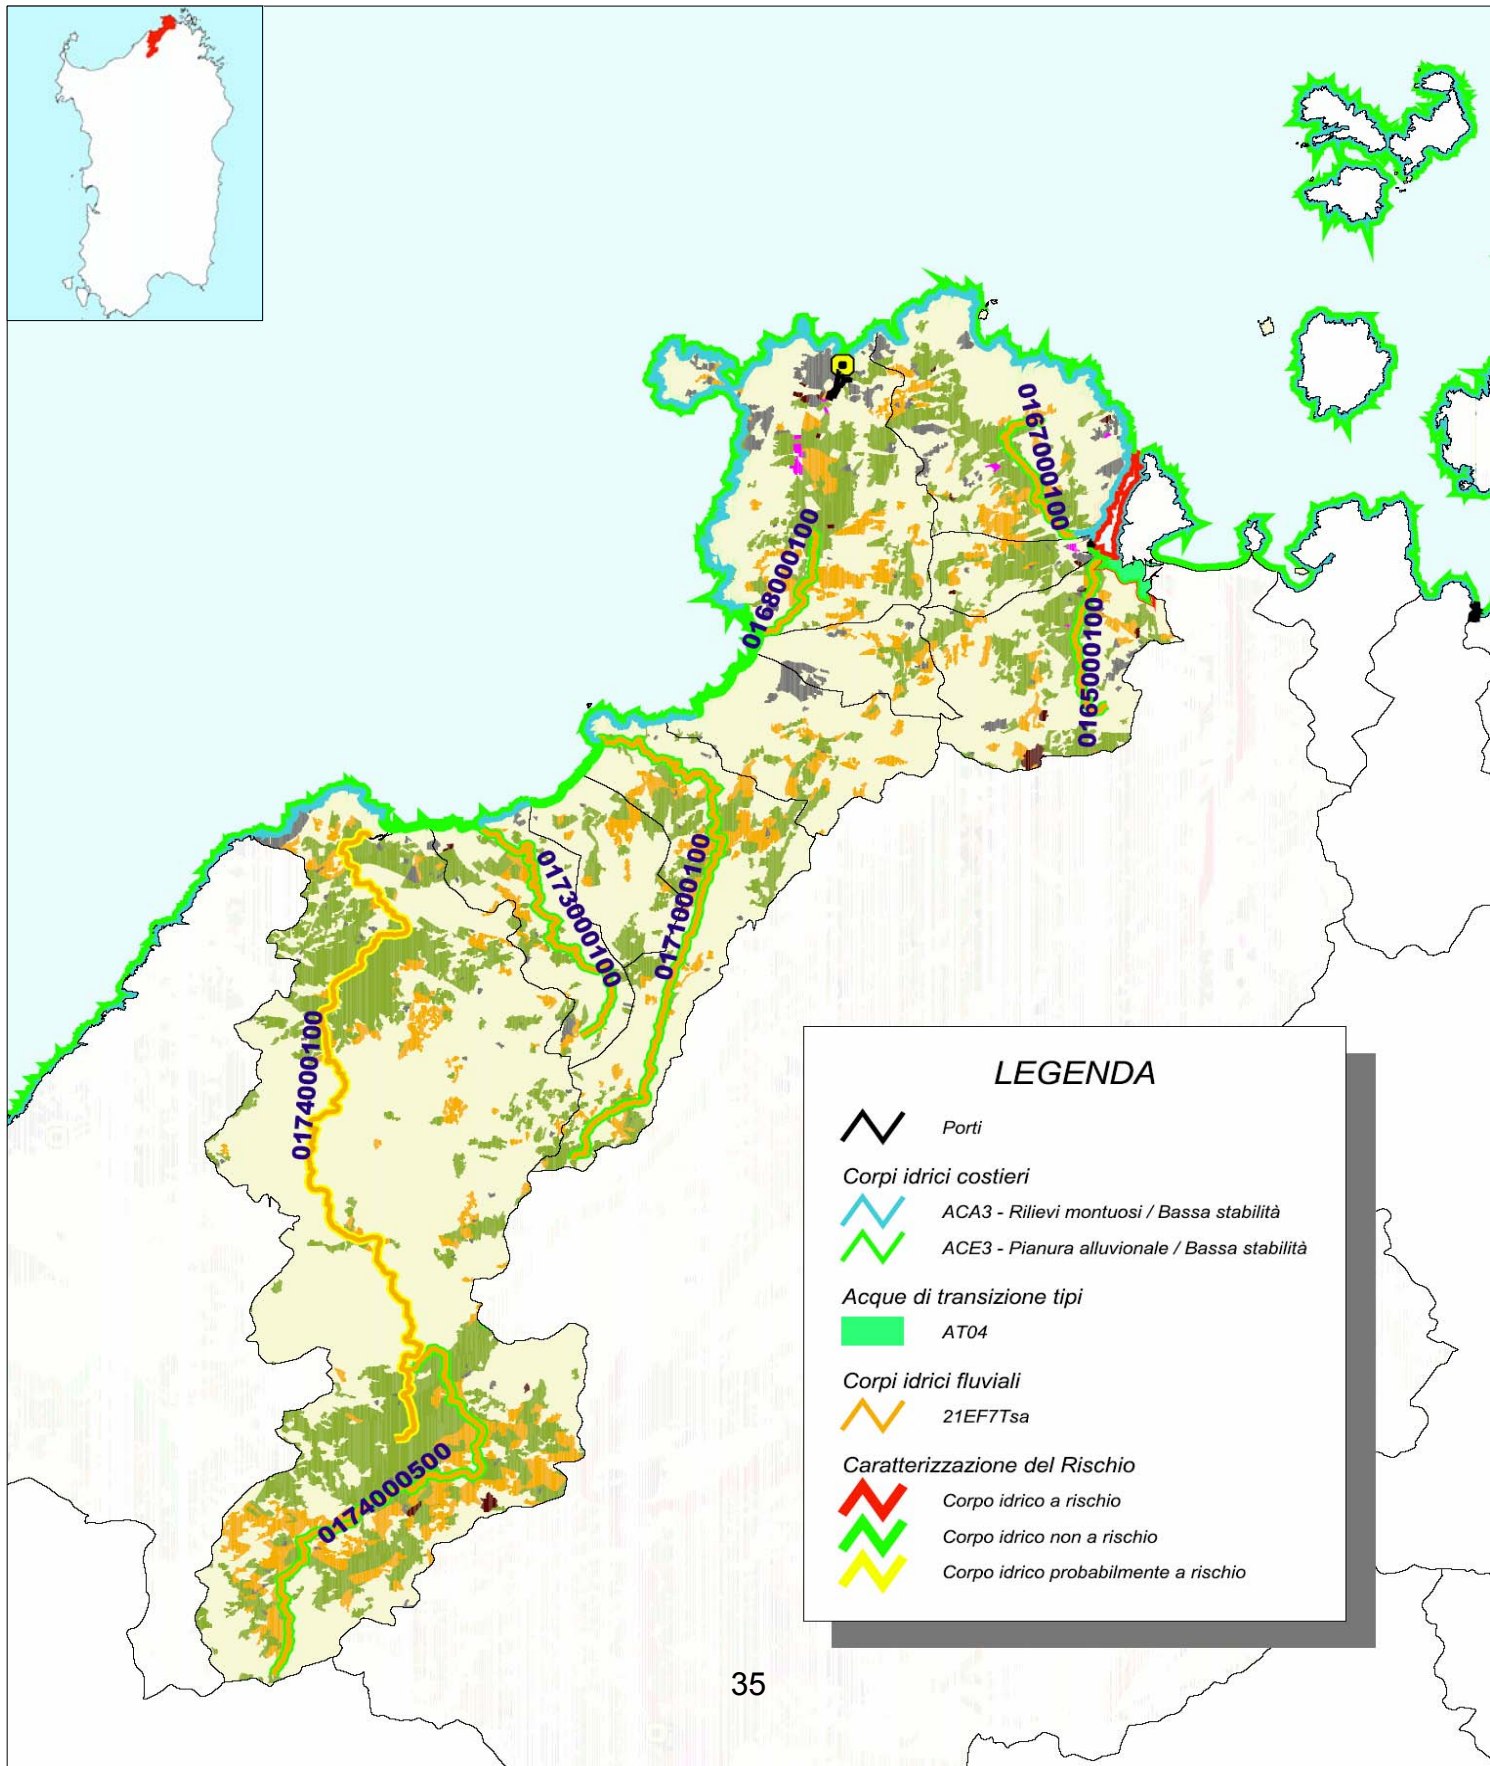 0167000100
0168000100
0165000100
0173000100
0171000100
0174000100
0174000500
LEGENDA
Porti
Corpi idrici costieri
ACA3 - Rilievi montuosi / Bassa stabilità
ACE3 - Pianura alluvionale / Bassa stabilità
Acque di transizione tipi
AT04
Corpi idrici fluviali
21EF7Tsa
Caratterizzazione del Rischio
Corpo idrico a rischio
Corpo idrico non a rischio
Corpo idrico probabilmente a rischio
35